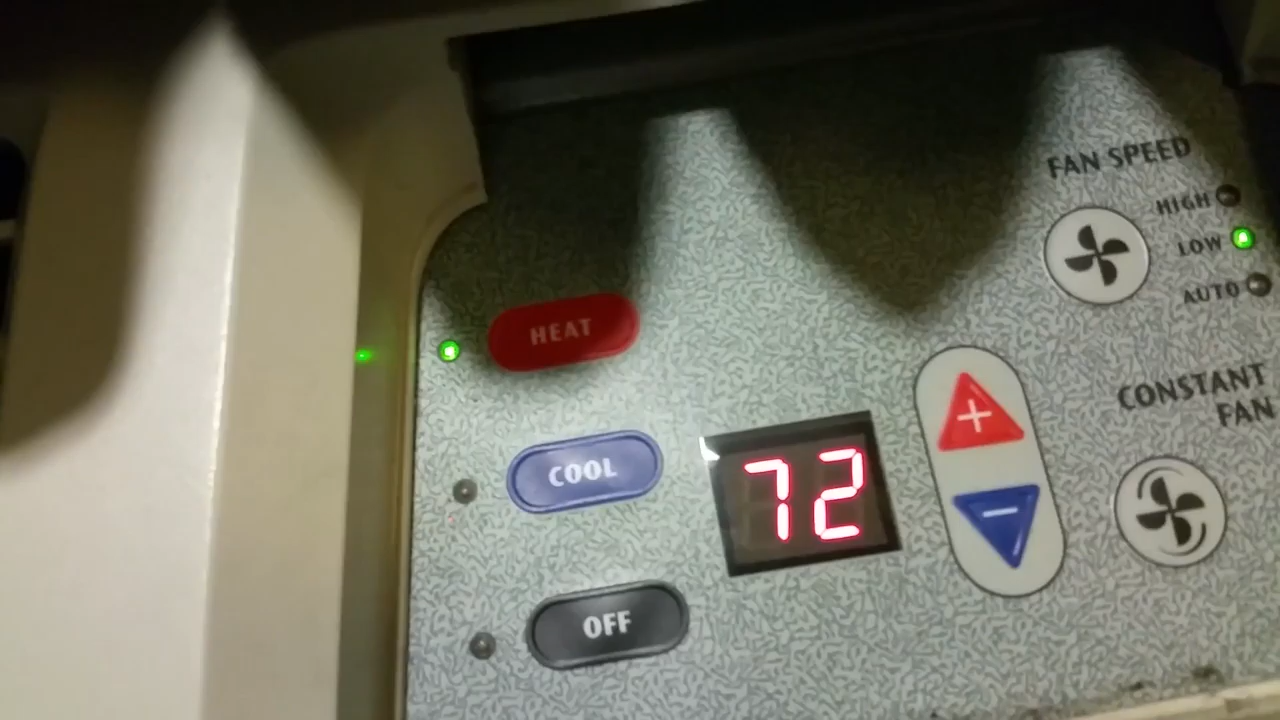 FAN SPEED
HIGH
LOW
AUTO
HEAT
CONSTANT
FAN
COOL
72
+
−
OFF